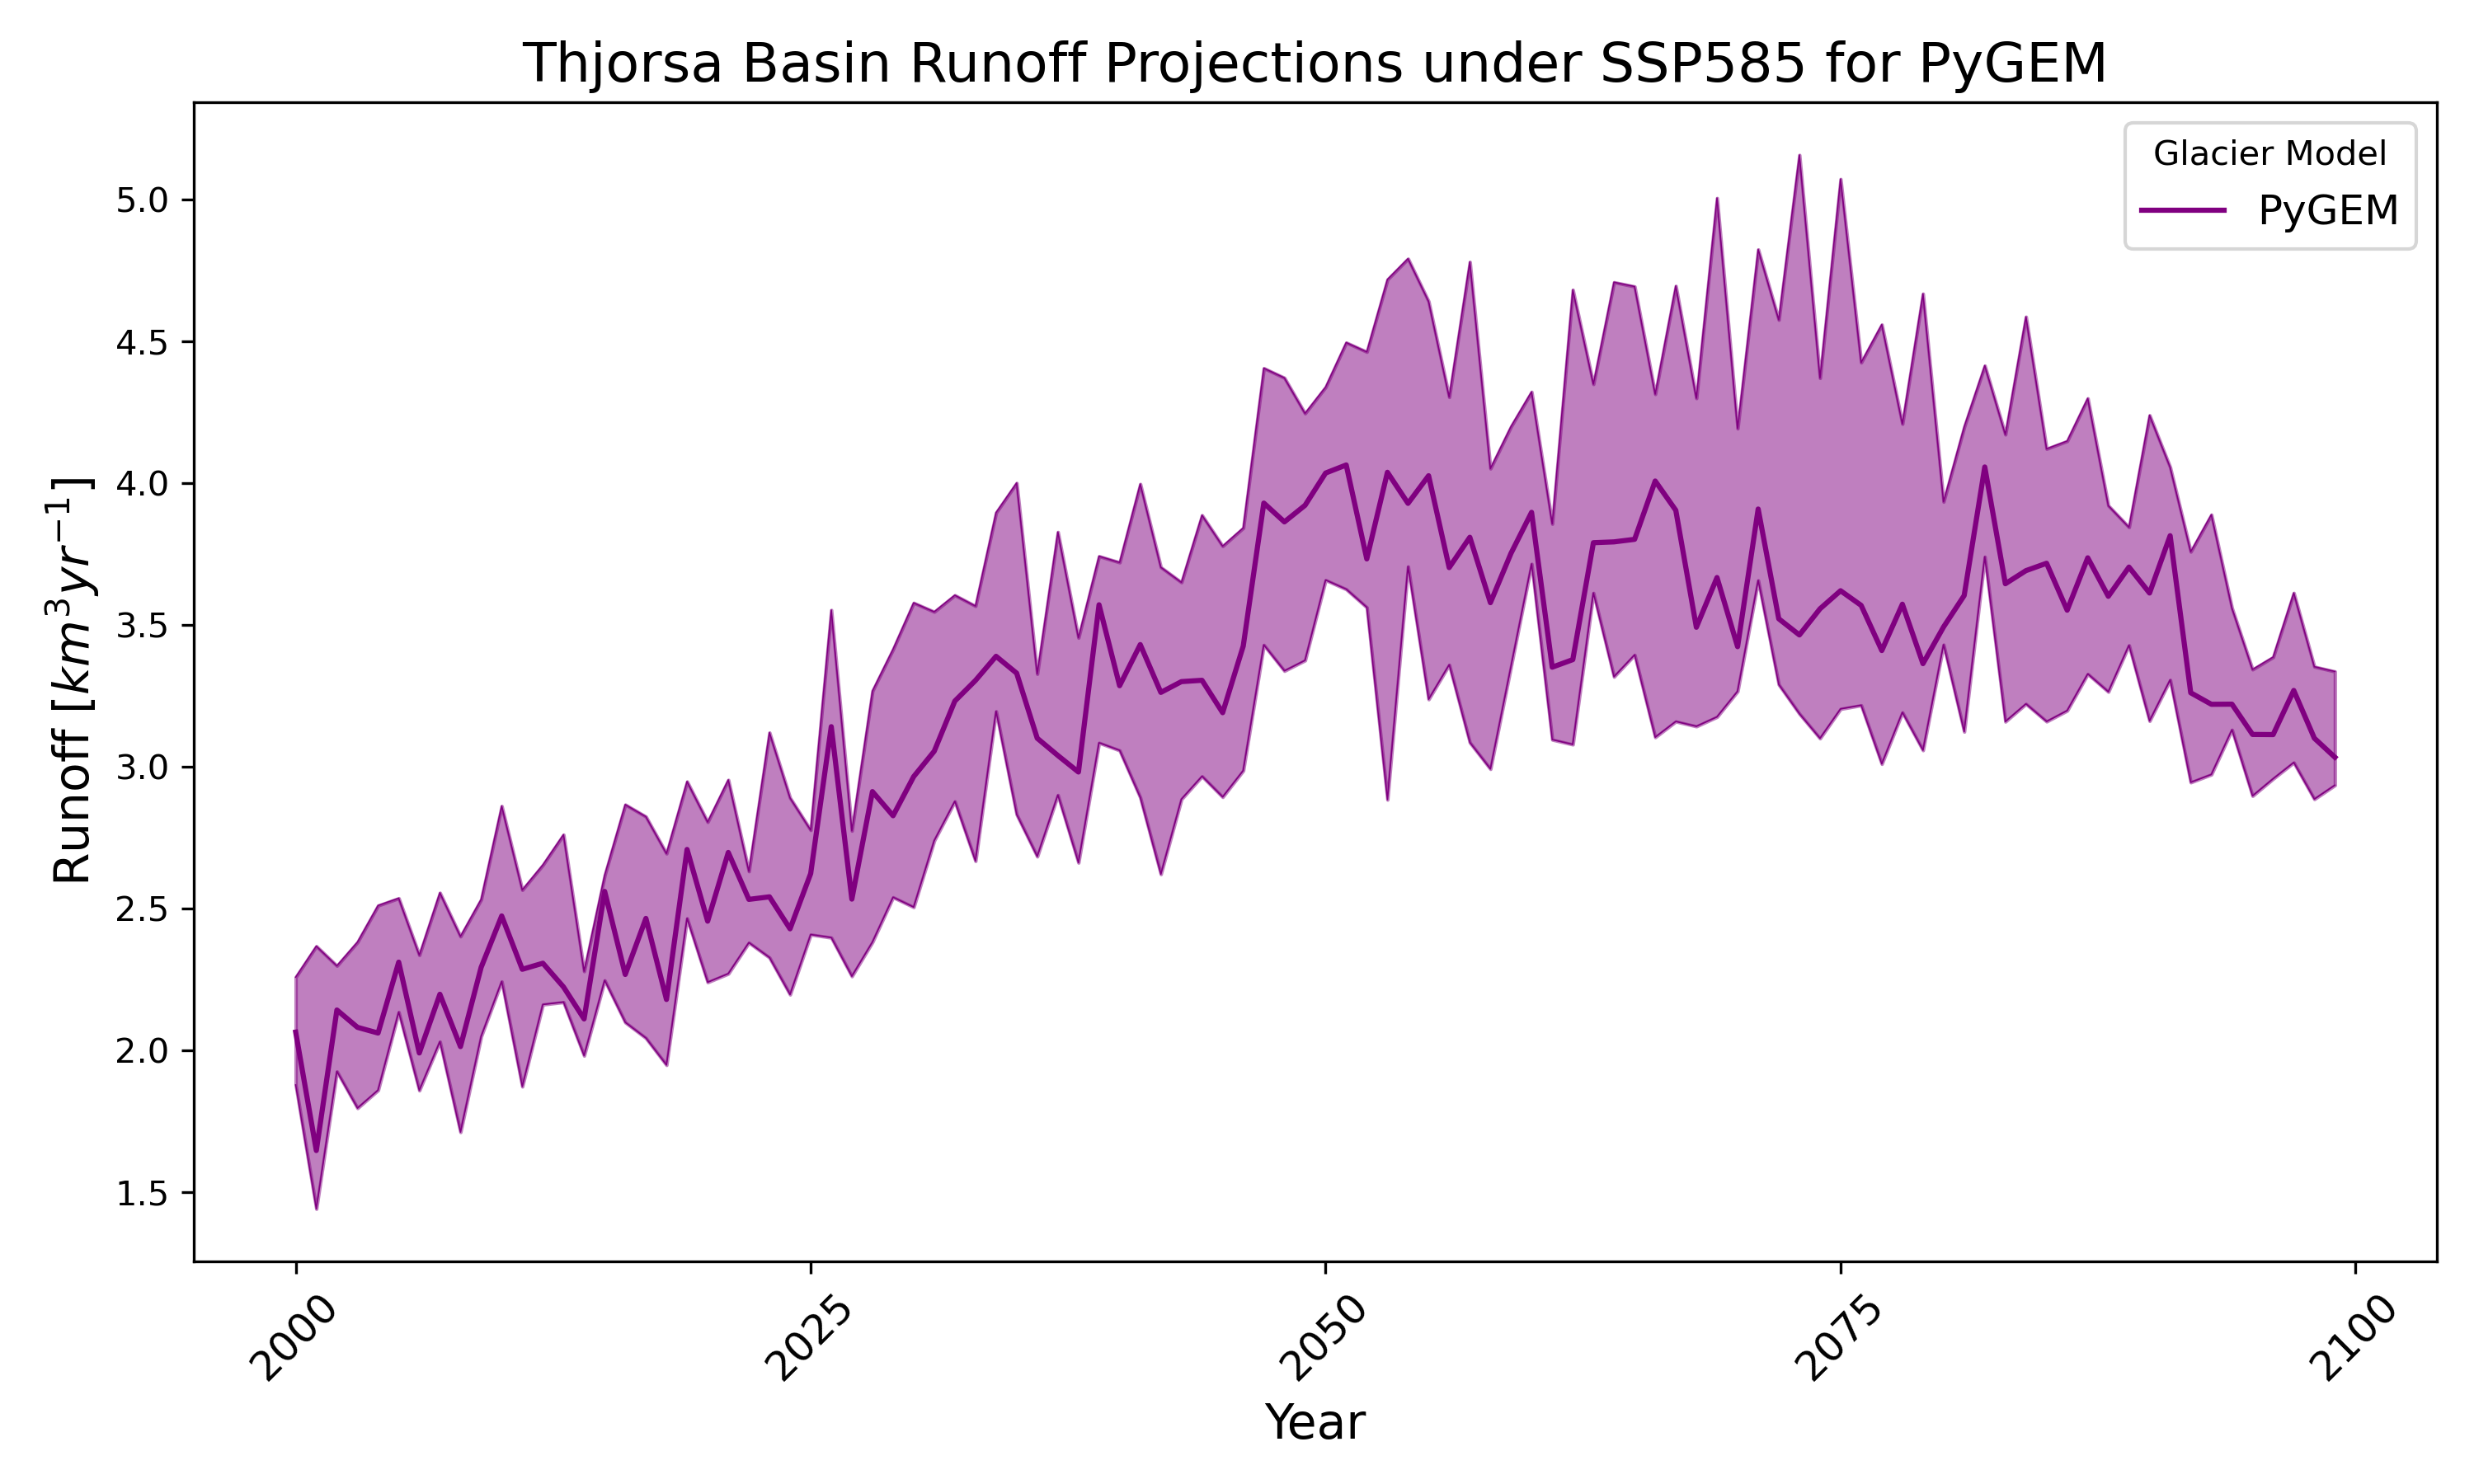 Thjorsa Basin Runoff Projections under SSP585 for PyGEM
Glacier Model
PyGEM
Runoff [km³yr⁻¹]
5.0
4.5
4.0
3.5
3.0
2.5
2.0
1.5
2000
2025
2050
2075
2100
Year